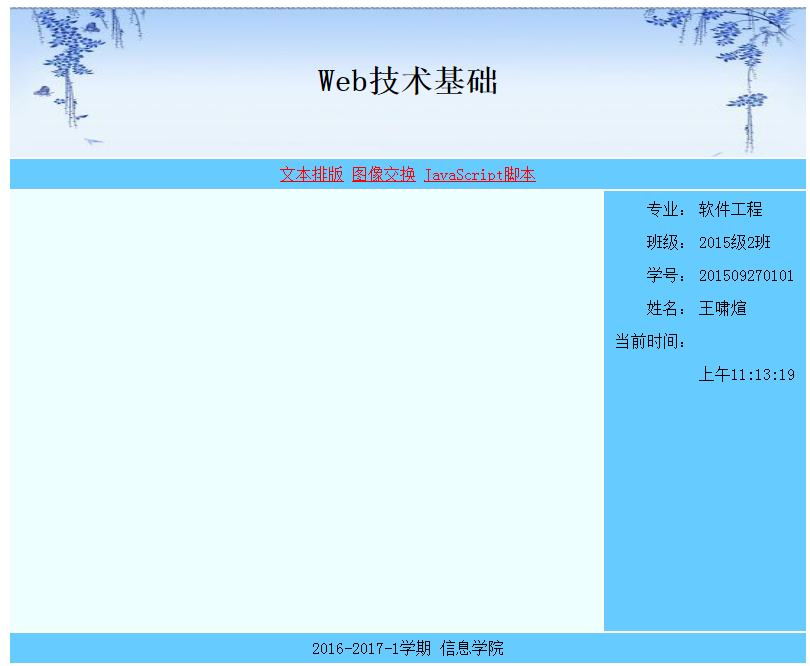 Web技术基础
文本排版 图像交换 JavaScript脚本
专业： 软件工程
班级： 2015级2班
学号： 201509270101
姓名： 王啸煊
当前时间：
上午11:13:19
2016-2017-1学期 信息学院